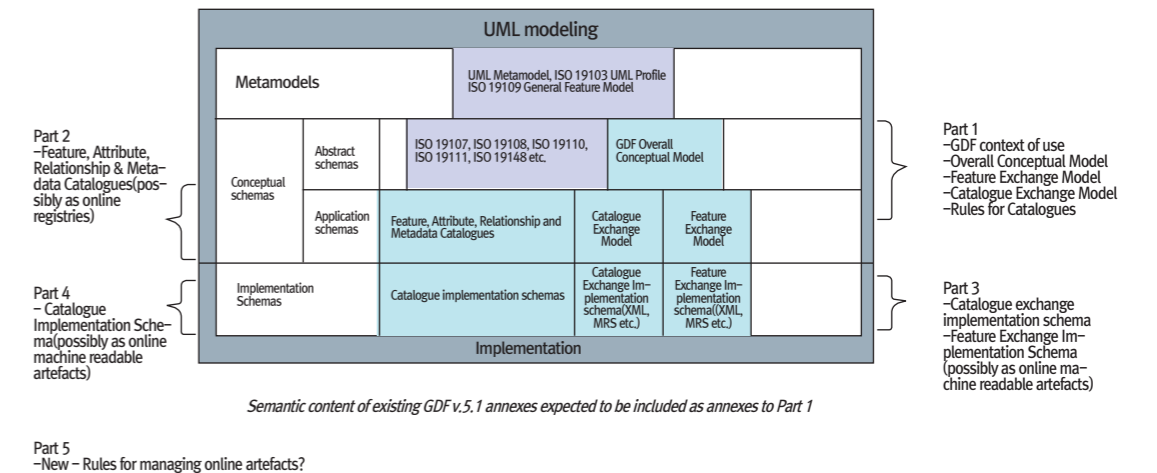 UML modeling
Metamodels
UML Metamodel, ISO 19103 UML Profile
ISO 19109 General Feature Model
Conceptual
schemas
Abstract
schemas
ISO 19107, ISO 19108, ISO 19110,
ISO 19111, ISO 19148 etc.
GDF Overall
Conceptual Model
Application
schemas
Feature, Attribute, Relationship and
Metadata Catalogues
Catalogue
Exchange
Model
Feature
Exchange
Model
Implementation
Schemas
Catalogue implementation schemas
Catalogue
Exchange Im-
plementation
schema(XML,
MRS etc.)
Feature
Exchange Im-
plementation
schema((XML,
MRS etc.)
Implementation
Part 2
-Feature, Attribute,
Relationship & Meta-
data Catalogues(pos-
sibly as online
registries)
Part 4
- Catalogue
Implementation Sche-
ma(possibly as online
machine readable
artefacts)
Part 1
-GDF context of use
-Overall Conceptual Model
-Feature Exchange Model
-Catalogue Exchange Model
-Rules for Catalogues
Part 3
-Catalogue exchange
implementation schema
-Feature Exchange Im-
plementation Schema
(possibly as online ma-
chine readable artefacts)
Semantic content of existing GDF v.5.1 annexes expected to be included as annexes to Part 1
Part 5
-New - Rules for managing online artefacts?